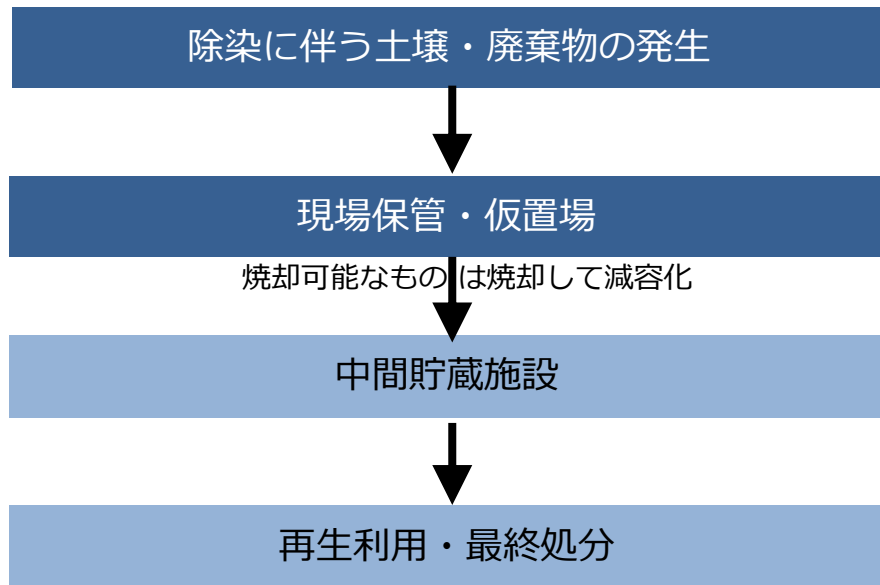 除染に伴う土壌・廃棄物の発生
現場保管・仮置場
焼却可能なものは焼却して減容化
中間貯蔵施設
再生利用・最終処分